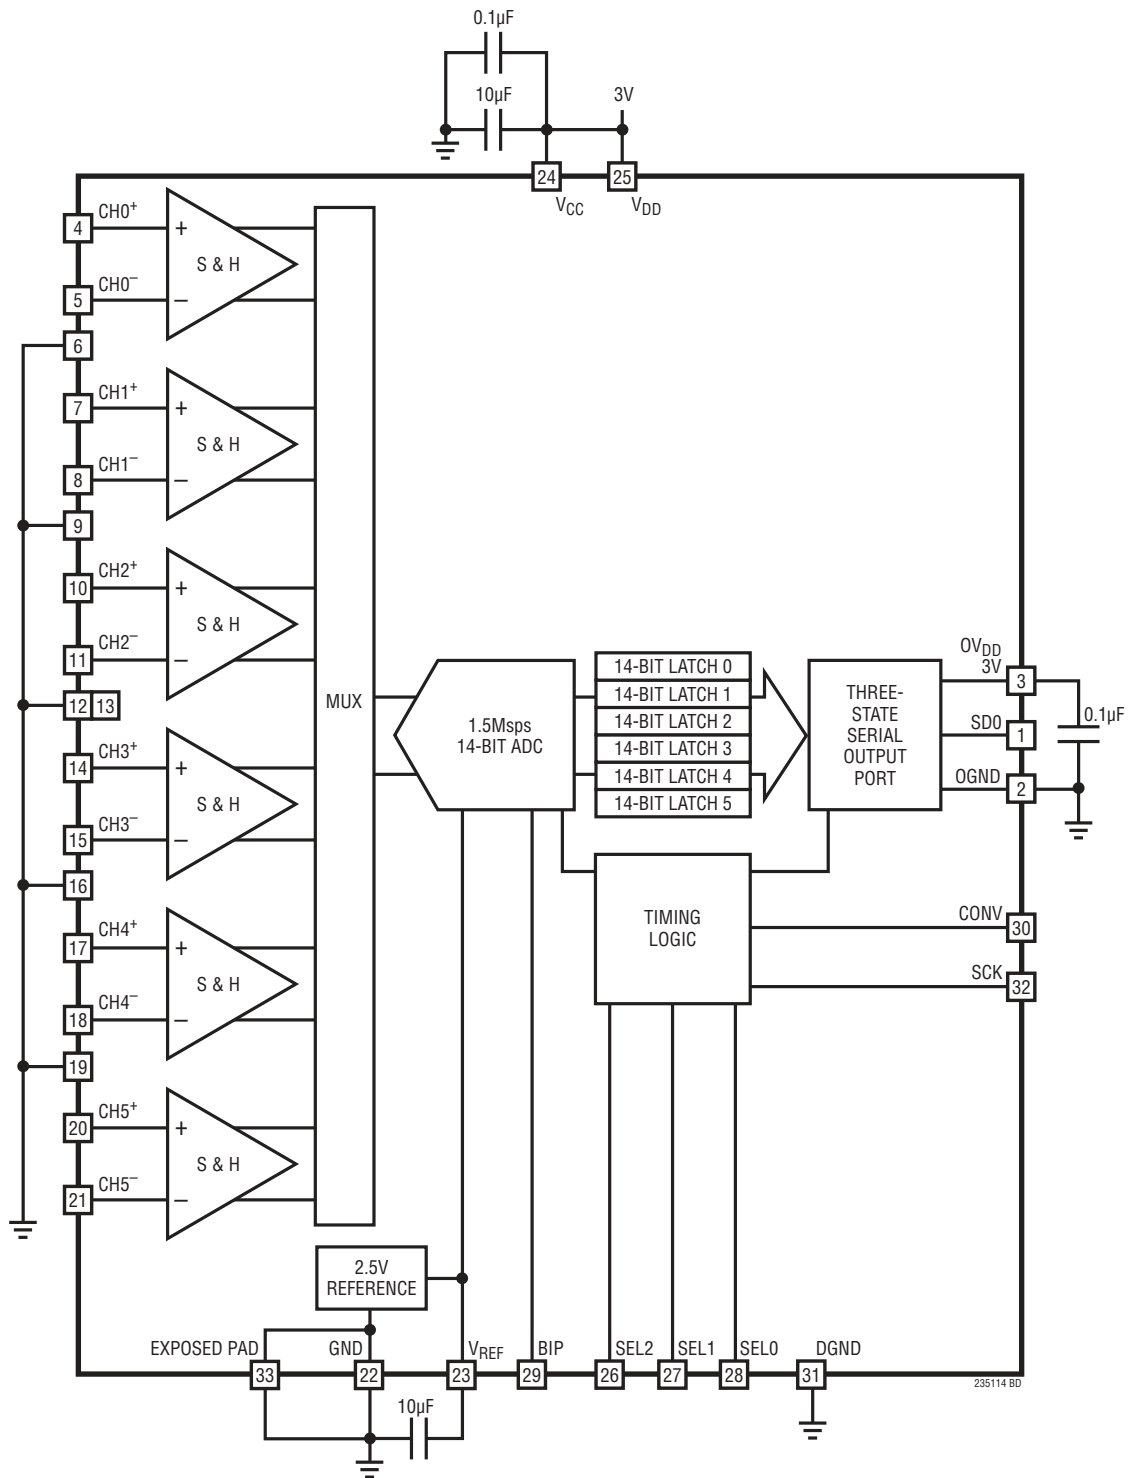 0.1µF
10µF
3V
24
25
VCC
VDD
4
CH0+
+
S & H
5
CH0–
–
6
7
CH1+
+
S & H
8
CH1–
–
9
10
CH2+
+
S & H
11
CH2–
–
12
13
14
CH3+
+
S & H
15
CH3–
–
16
17
CH4+
+
S & H
18
CH4–
–
19
20
CH5+
+
S & H
21
CH5–
–
MUX
1.5Msps
14-BIT ADC
14-BIT LATCH 0
14-BIT LATCH 1
14-BIT LATCH 2
14-BIT LATCH 3
14-BIT LATCH 4
14-BIT LATCH 5
THREE-
STATE
SERIAL
OUTPUT
PORT
OVDD
3V
3
0.1µF
SD0
1
OGND
2
TIMING
LOGIC
CONV
30
SCK
32
2.5V
REFERENCE
EXPOSED PAD
GND
VREF
BIP
SEL2
SEL1
SEL0
DGND
33
22
23
29
26
27
28
31
235114 BD
10µF